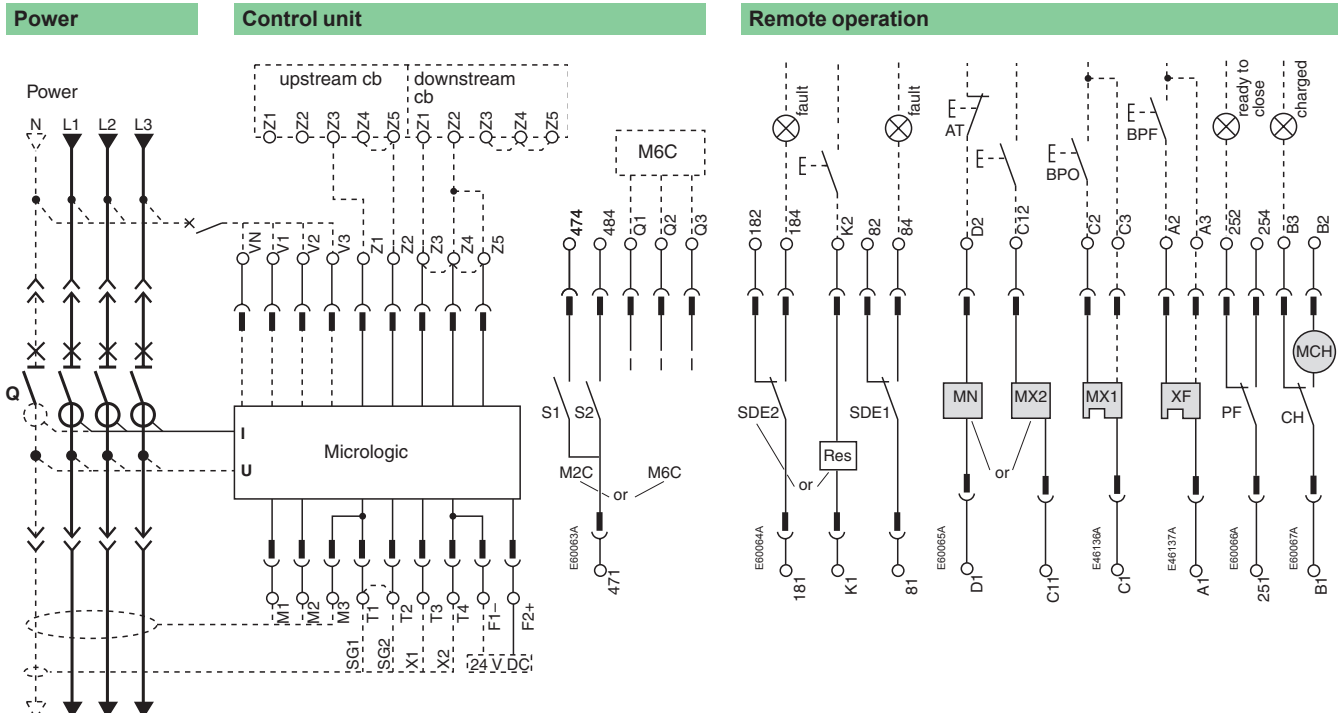 Power
Control unit
Remote operation
upstream cb
downstream
cb
Power
N
L1
L2
L3
Z1
Z2
Z3
Z4
Z5
Z1
Z2
Z3
Z4
Z5
M6C
fault
fault
ready to
close
charged
AT
BPO
BPF
VN
V1
V2
V3
Z1
Z2
Z3
Z4
Z5
474
484
Q1
Q2
Q3
182
184
K2
82
84
D2
C12
C2
C3
A2
A3
252
254
B3
B2
MCH
Q
I
U
Micrologic
S1
S2
M2C
or
M6C
SDE2
or
Res
SDE1
MN
MX2
or
MX1
XF
PF
CH
E60063A
E60064A
E60065A
E46136A
E46137A
E60066A
E60067A
471
181
K1
81
D1
C11
C1
A1
251
B1
M1
M2
M3
T1
T2
T3
T4
F1–
F2+
SG1
SG2
X1
X2
24 V DC